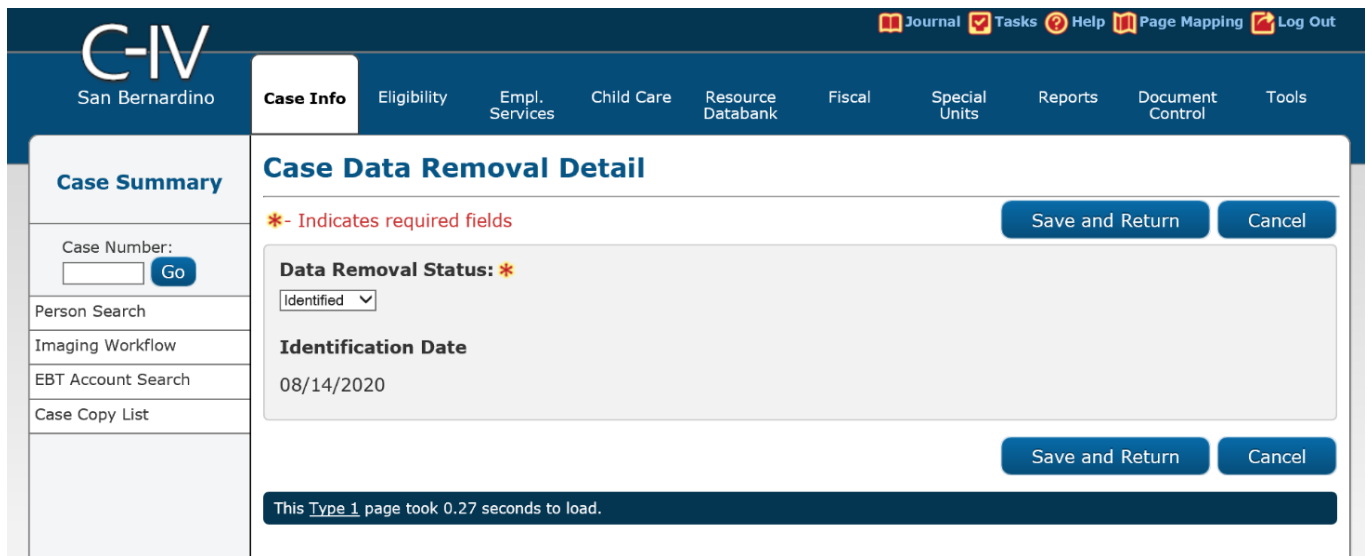 Journal Tasks Help Page Mapping Log Out
C-IV
San Bernardino
Case Info
Eligibility
Empl.
Services
Child Care
Resource
Databank
Fiscal
Special
Units
Reports
Document
Control
Tools
Case Summary
Case Number:
Go
Person Search
Imaging Workflow
EBT Account Search
Case Copy List
Case Data Removal Detail
*- Indicates required fields
Save and Return
Cancel
Data Removal Status: *
Identified
Identification Date
08/14/2020
Save and Return
Cancel
This Type 1 page took 0.27 seconds to load.